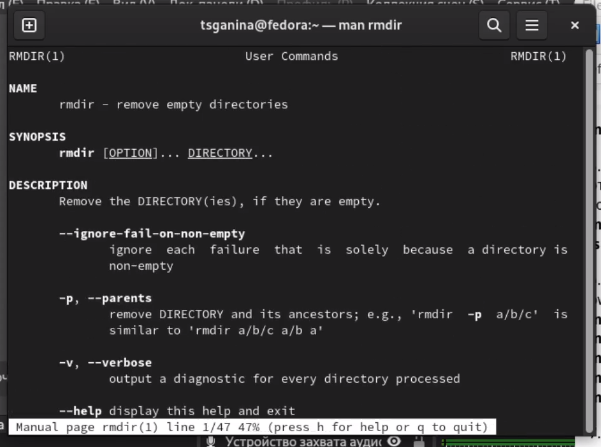 tsganina@fedora:~ — man rmdir
RMDIR(1) User Commands RMDIR(1)
NAME
rmdir - remove empty directories
SYNOPSIS
rmdir [OPTION]... DIRECTORY...
DESCRIPTION
Remove the DIRECTORY(ies), if they are empty.
--ignore-fail-on-non-empty
ignore each failure that is solely because a directory is
non-empty
-p, --parents
remove DIRECTORY and its ancestors; e.g., 'rmdir -p a/b/c' is
similar to 'rmdir a/b/c a/b a'
-v, --verbose
output a diagnostic for every directory processed
--help display this help and exit
Manual page rmdir(1) line 1/47 47% (press h for help or q to quit)
Устройство захвата аудио